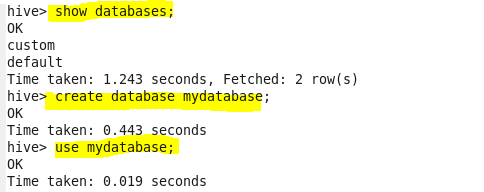 hive> show databases;
OK
custom
default
Time taken: 1.243 seconds, Fetched: 2 row(s)
hive> create database mydatabase;
OK
Time taken: 0.443 seconds
hive> use mydatabase;
OK
Time taken: 0.019 seconds